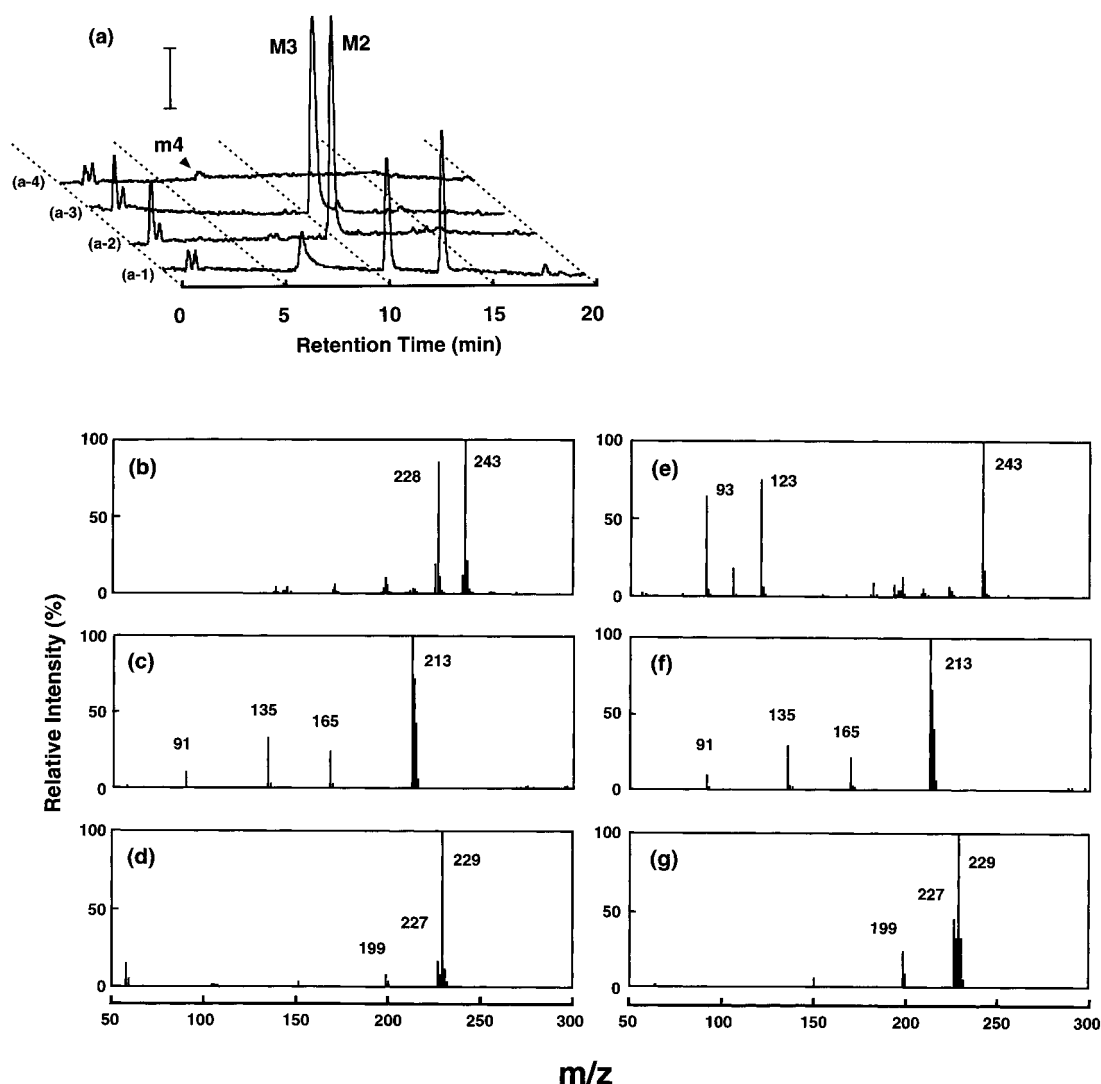 (a)
M3 M2
m4
(a-4)
(a-3)
(a-2)
(a-1)
0 5 10 15 20
Retention Time (min)
Relative Intensity (%)
100
50
0
(b)
228
243
100
50
0
(e)
93
123
243
100
50
0
(c)
91
135
165
213
100
50
0
(f)
91
135
165
213
100
50
0
(d)
199
227
229
50 100 150 200 250 300
100
50
0
(g)
199
227
229
50 100 150 200 250 300
m/z